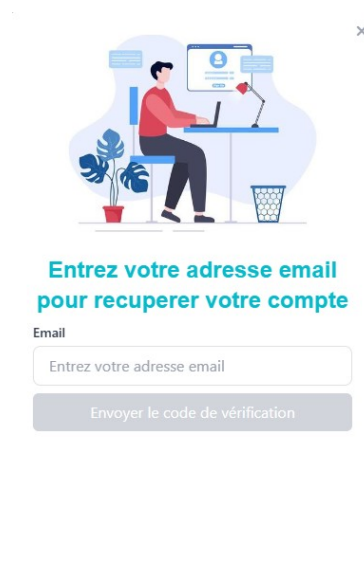 Entrez votre adresse email
pour recuperer votre compte
Email
Entrez votre adresse email
Envoyer le code de vérification